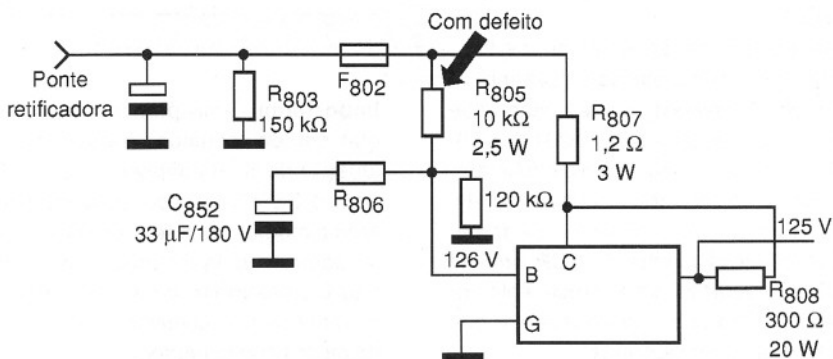 Com defeito
Ponte
retificadora
R803
150 kΩ
F802
R805
10 kΩ
2,5 W
R807
1,2 Ω
3 W
C852
33 µF/180 V
R806
120 kΩ
126 V
125 V
B
C
G
R808
300 Ω
20 W